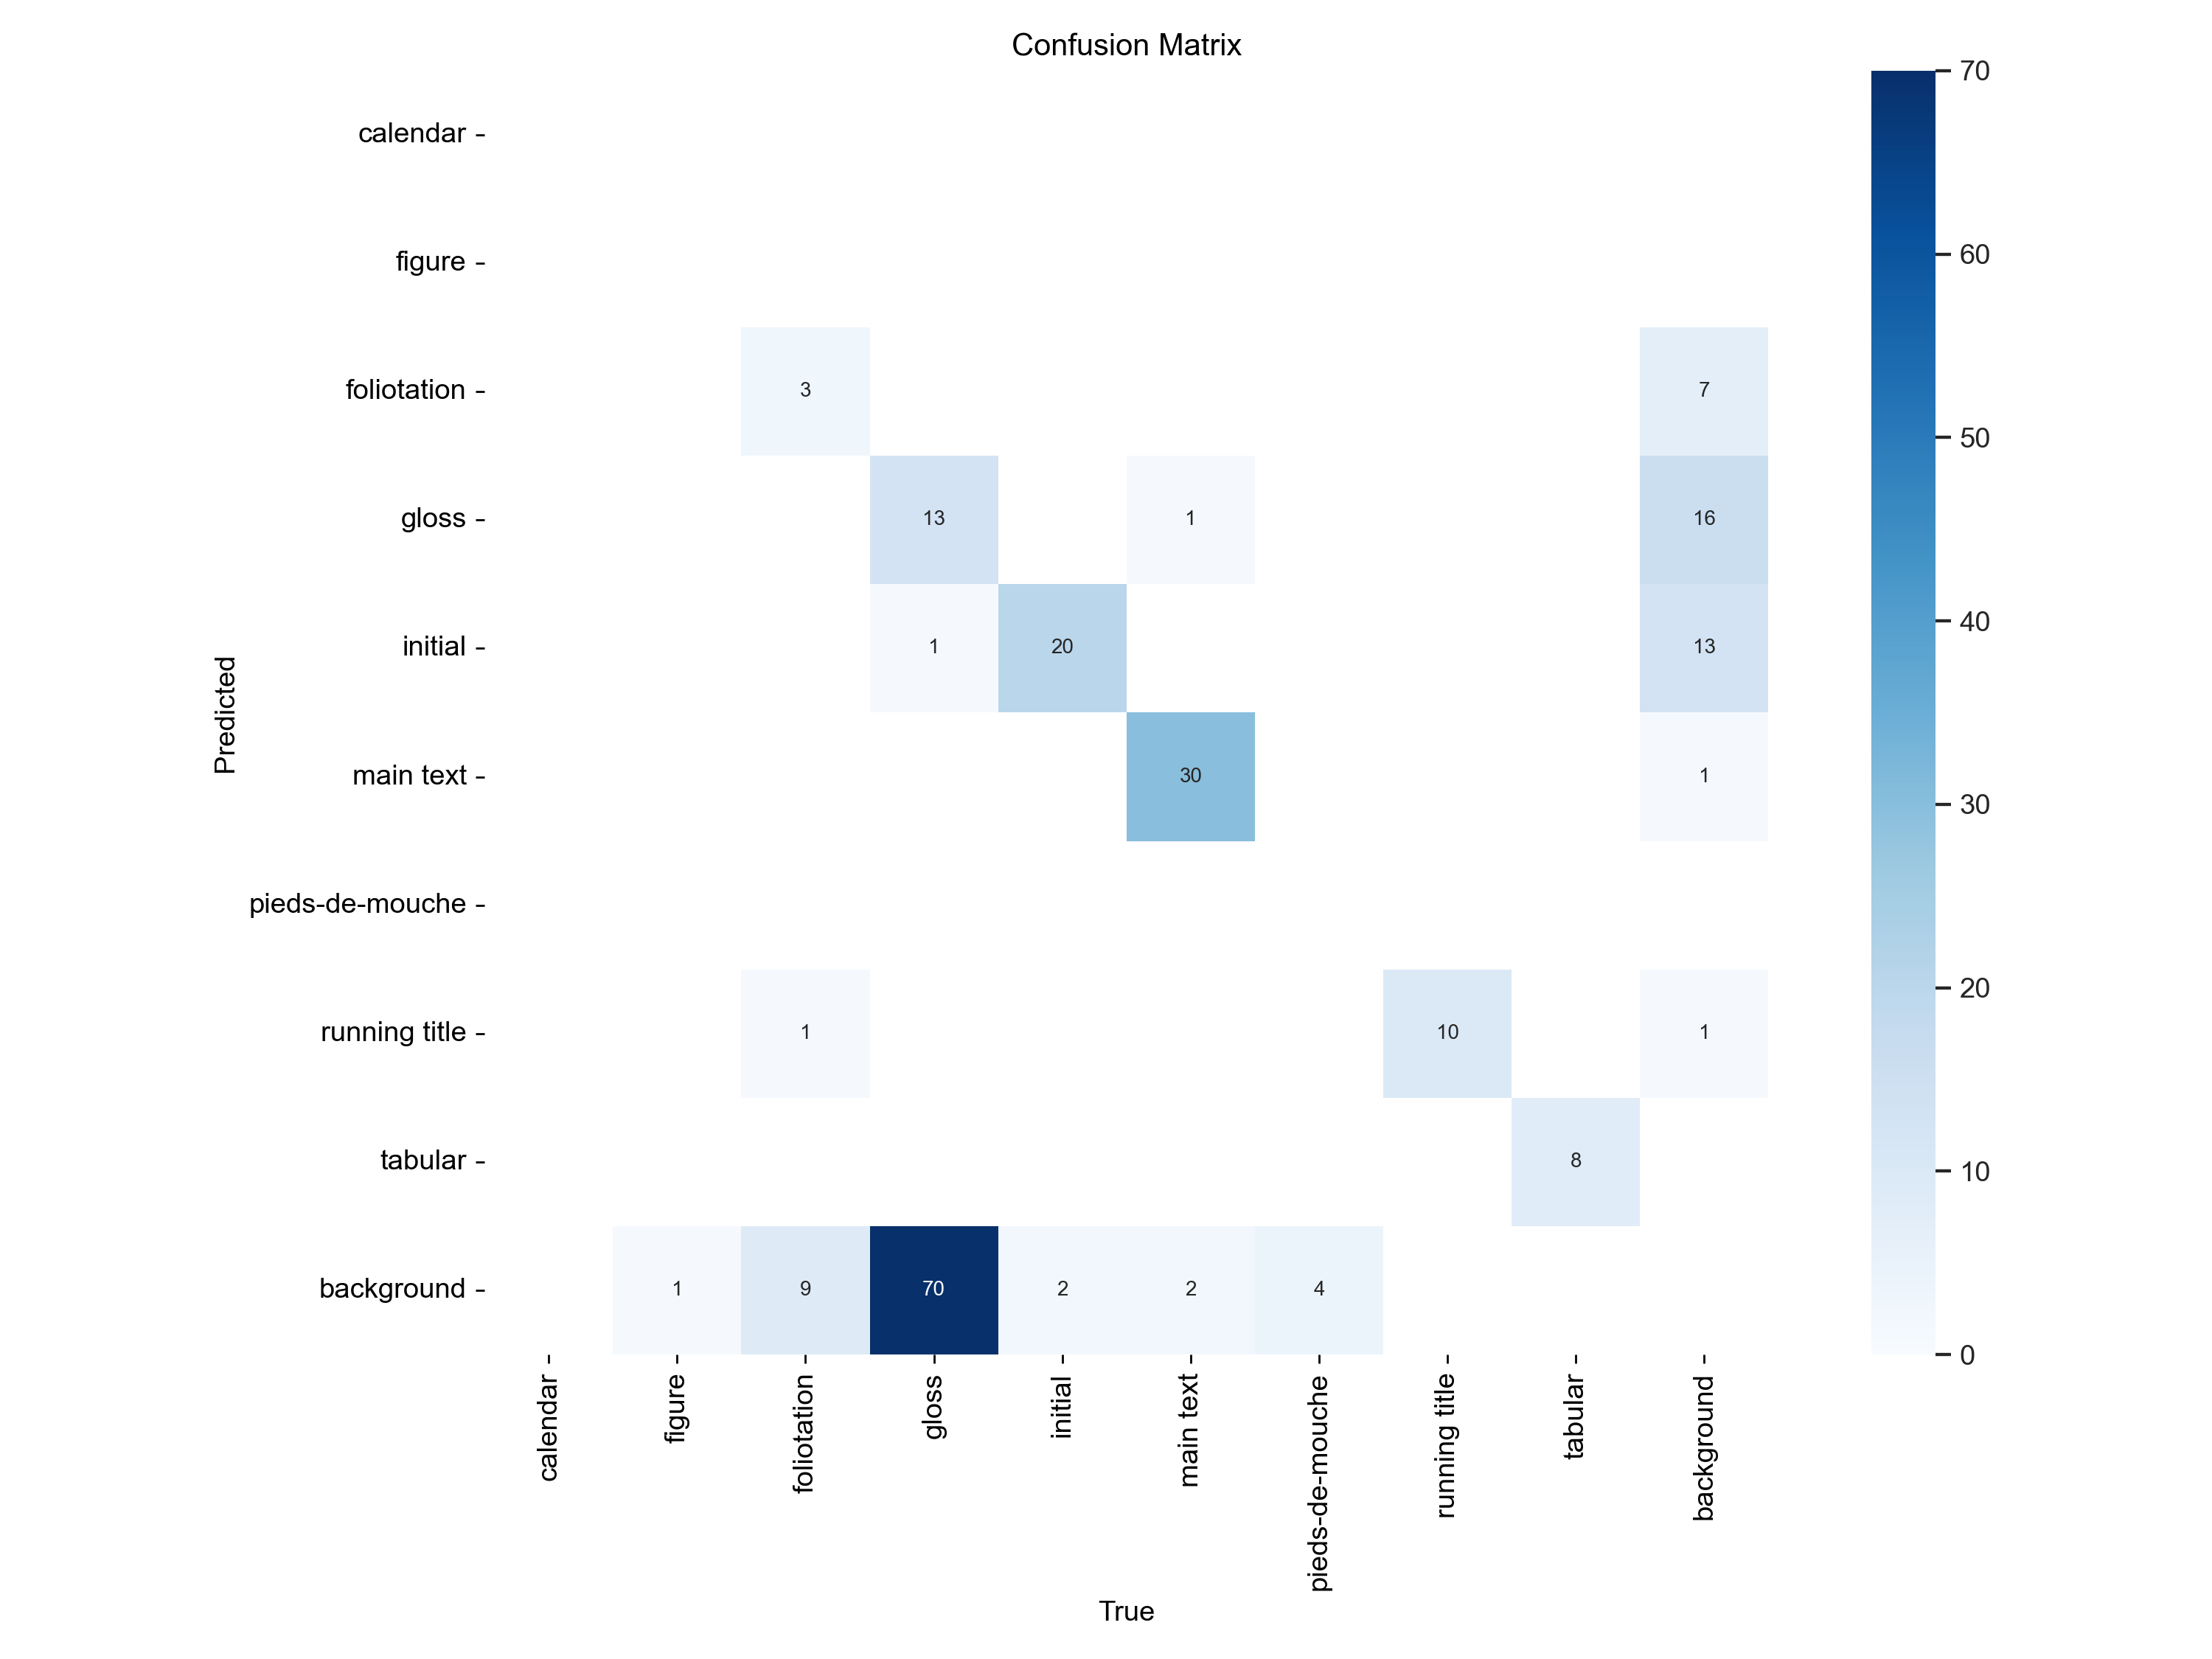 Confusion Matrix
calendar
figure
foliotation 3 7
gloss 13 1 16
initial 1 20 13
main text 30 1
pieds-de-mouche
running title 1 10 1
tabular 8
background 1 9 70 2 2 4
Predicted
calendar
figure
foliotation
gloss
initial
main text
pieds-de-mouche
running title
tabular
background
True
70
60
50
40
30
20
10
0